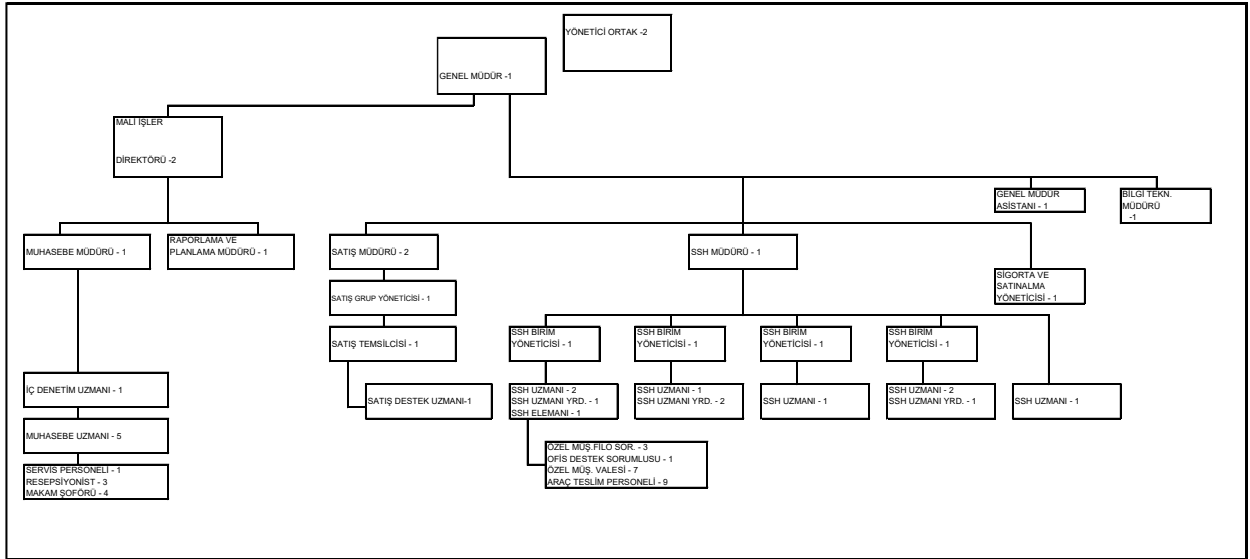 YÖNETİCİ ORTAK -2
GENEL MÜDÜR -1
MALİ İŞLER
DİREKTÖRÜ -2
GENEL MÜDÜR
ASİSTANI - 1
BİLGİ TEKN.
MÜDÜRÜ
-1
MUHASEBE MÜDÜRÜ - 1
RAPORLAMA VE
PLANLAMA MÜDÜRÜ - 1
SATIŞ MÜDÜRÜ - 2
SSH MÜDÜRÜ - 1
SİGORTA VE
SATINALMA
YÖNETİCİSİ - 1
SATIŞ GRUP YÖNETİCİSİ - 1
SATIŞ TEMSİLCİSİ - 1
SSH BİRİM
YÖNETİCİSİ - 1
SSH BİRİM
YÖNETİCİSİ - 1
SSH BİRİM
YÖNETİCİSİ - 1
SSH BİRİM
YÖNETİCİSİ - 1
İÇ DENETİM UZMANI - 1
SATIŞ DESTEK UZMANI-1
SSH UZMANI - 2
SSH UZMANI YRD. - 1
SSH ELEMANI - 1
SSH UZMANI - 1
SSH UZMANI YRD. - 2
SSH UZMANI - 1
SSH UZMANI - 2
SSH UZMANI YRD. - 1
SSH UZMANI - 1
MUHASEBE UZMANI - 5
SERVİS PERSONELİ - 1
RESEPSİYONİST - 3
MAKAM ŞOFÖRÜ - 4
ÖZEL MÜŞ.FİLO SOR. - 3
OFİS DESTEK SORUMLUSU - 1
ÖZEL MÜŞ. VALESİ - 7
ARAÇ TESLİM PERSONELİ - 9